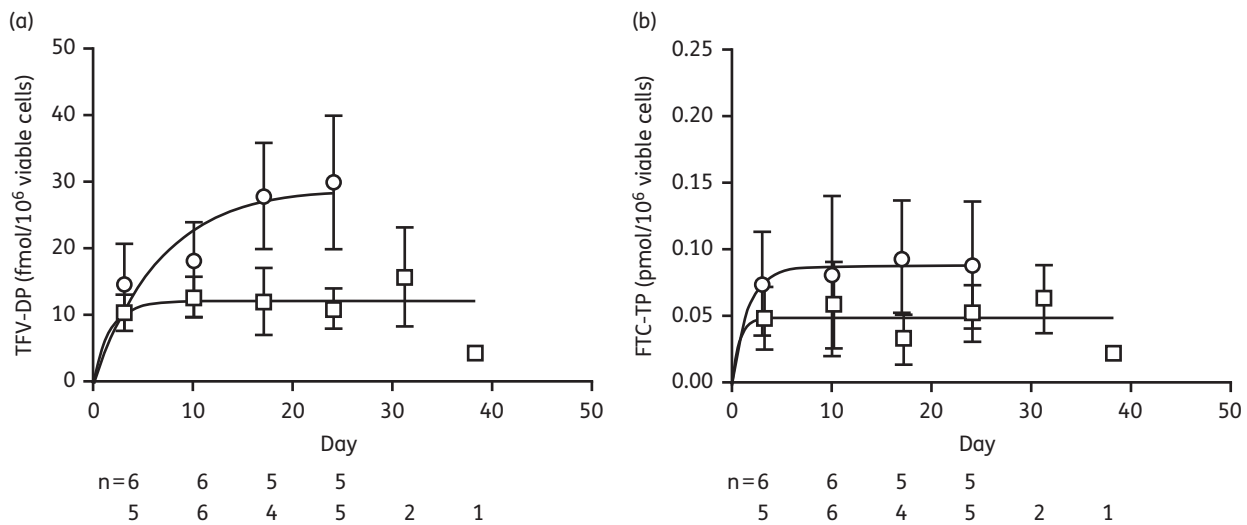 (a)
50
40
30
20
10
0
TFV-DP (fmol/10⁶ viable cells)
0 10 20 30 40 50
Day
n=6 6 5 5
5 6 4 5 2 1
(b)
0.25
0.20
0.15
0.10
0.05
0.00
FTC-TP (pmol/10⁶ viable cells)
0 10 20 30 40 50
Day
n=6 6 5 5
5 6 4 5 2 1